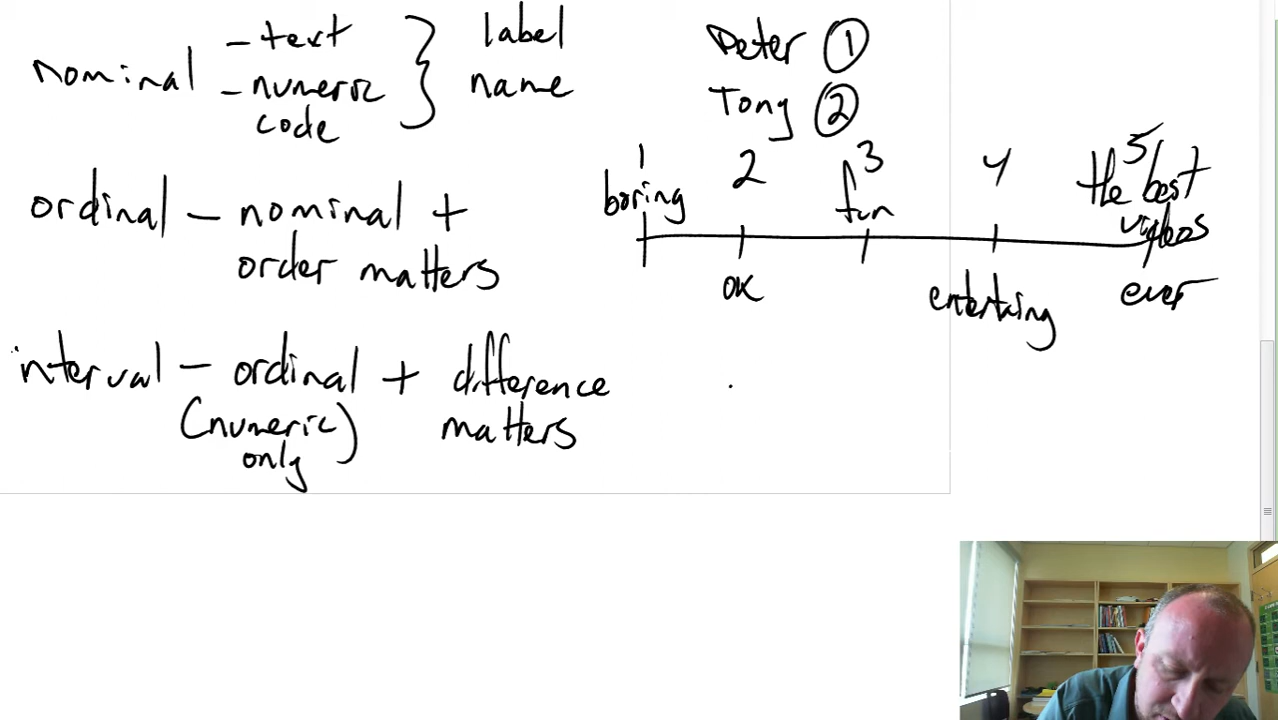 nominal - text
- numeric code } label name
Peter ①
Tony ②
ordinal - nominal +
order matters
1 2 3 4 5
boring ok fun entertaing the best videos ever
interval - ordinal + difference
(numeric only) matters